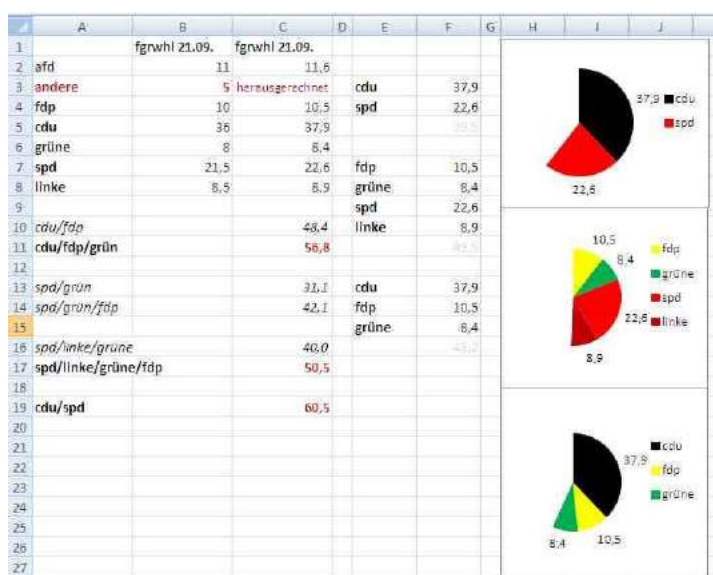 A B C D E F G H I J
1 fgrwhl 21.09. fgrwhl 21.09.
2 afd 11 11,6
3 andere 5 herausgerechnet cdu 37,9
4 fdp 10 10,5 spd 22,6
5 cdu 36 37,9
6 grüne 8 8,4
7 spd 21,5 22,6 fdp 10,5
8 linke 8,5 8,9 grüne 8,4
9 spd 22,6
10 cdu/fdp 48,4 linke 8,9
11 cdu/fdp/grün 56,8
12
13 spd/grün 31,1 cdu 37,9
14 spd/grün/fdp 42,1 fdp 10,5
15 grüne 8,4
16 spd/linke/grüne 40,0
17 spd/linke/grüne/fdp 50,5
18
19 cdu/spd 60,5
20
21
22
23
24
25
26
27
37,9 cdu
spd
22,6
10,5 fdp
8,4 grüne
spd
22,6 linke
8,9
cdu
37,9 fdp
grüne
8,4 10,5